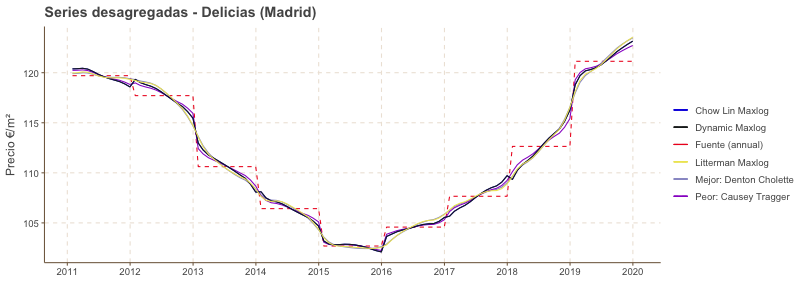 Series desagregadas - Delicias (Madrid)
Precio €/m²
120
115
110
105
2011 2012 2013 2014 2015 2016 2017 2018 2019 2020
Chow Lin Maxlog
Dynamic Maxlog
Fuente (annual)
Litterman Maxlog
Mejor: Denton Cholette
Peor: Causey Tragger